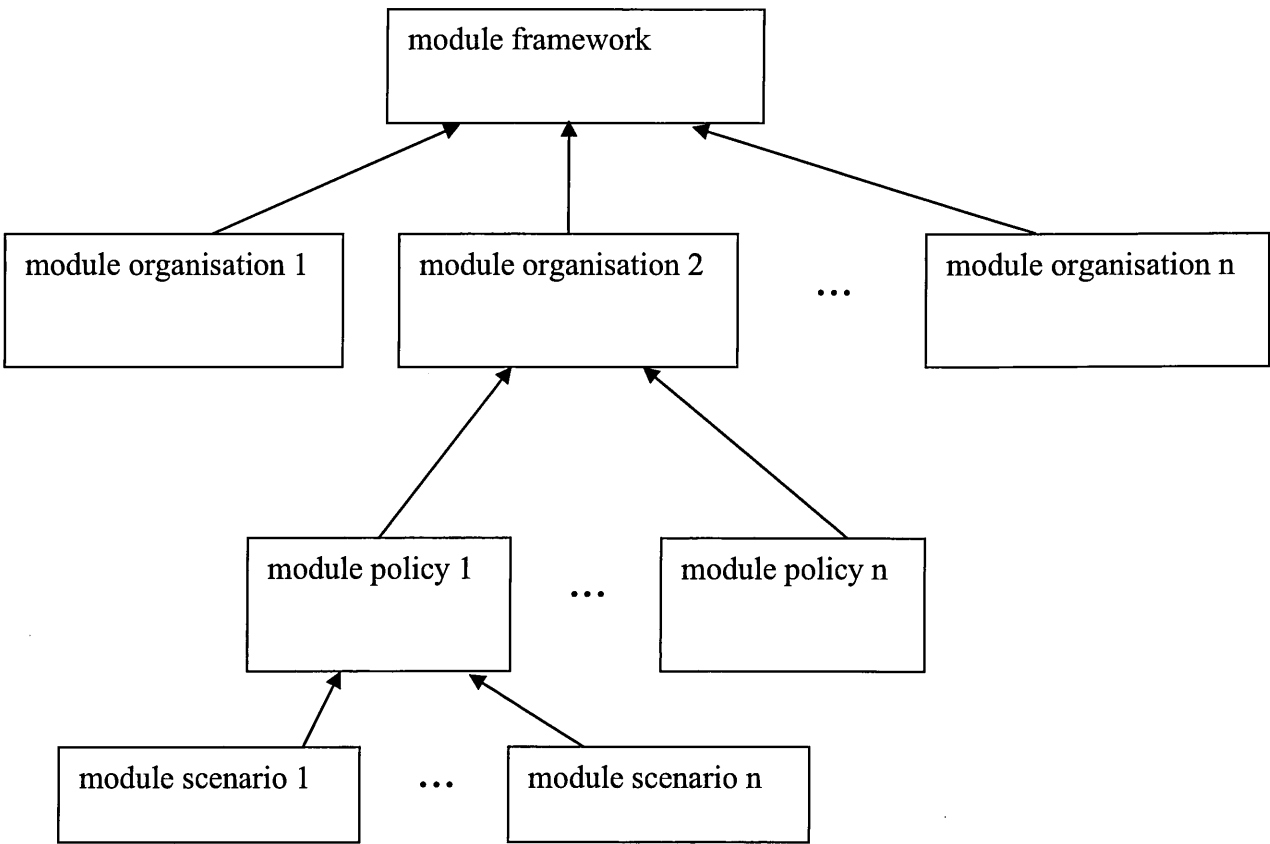 module framework
module organisation 1
module organisation 2
...
module organisation n
module policy 1
...
module policy n
module scenario 1
...
module scenario n